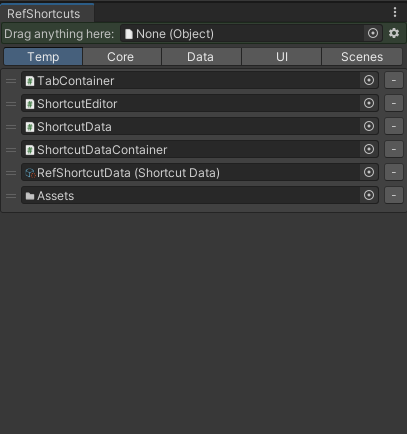 RefShortcuts
Drag anything here: None (Object)
Temp Core Data UI Scenes
TabContainer -
ShortcutEditor -
ShortcutData -
ShortcutDataContainer -
RefShortcutData (Shortcut Data) -
Assets -